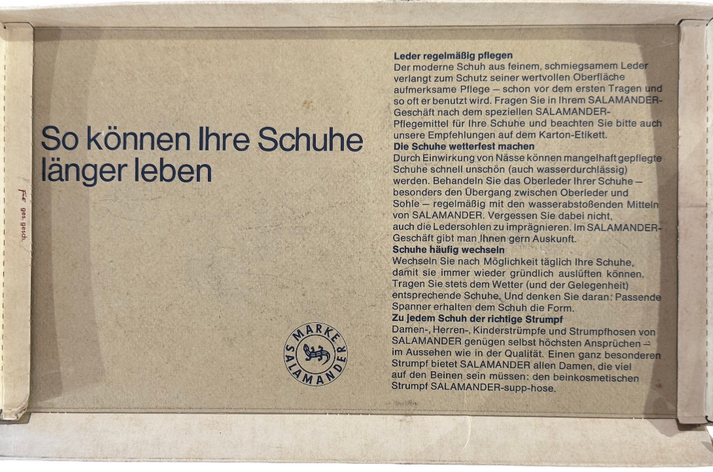 So können Ihre Schuhe
länger leben
Leder regelmäßig pflegen
Der moderne Schuh aus feinem, schmiegsamem Leder
verlangt zum Schutz seiner wertvollen Oberfläche
aufmerksame Pflege – schon vor dem ersten Tragen und
so oft er benutzt wird. Fragen Sie in Ihrem SALAMANDER-
Geschäft nach dem speziellen SALAMANDER-
Pflegemittel für Ihre Schuhe und beachten Sie bitte auch
unsere Empfehlungen auf dem Karton-Etikett.
Die Schuhe wetterfest machen
Durch Einwirkung von Nässe können mangelhaft gepflegte
Schuhe schnell unschön (auch wasserdurchlässig)
werden. Behandeln Sie das Oberleder Ihrer Schuhe –
besonders den Übergang zwischen Oberleder und
Sohle – regelmäßig mit den wasserabstoßenden Mitteln
von SALAMANDER. Vergessen Sie dabei nicht,
auch die Ledersohlen zu imprägnieren. Im SALAMANDER-
Geschäft gibt man Ihnen gern Auskunft.
Schuhe häufig wechseln
Wechseln Sie nach Möglichkeit täglich Ihre Schuhe,
damit sie immer wieder gründlich auslüften können.
Tragen Sie stets dem Wetter (und der Gelegenheit)
entsprechende Schuhe. Und denken Sie daran: Passende
Spanner erhalten dem Schuh die Form.
Zu jedem Schuh der richtige Strumpf
Damen-, Herren-, Kinderstrümpfe und Strumpfhosen von
SALAMANDER genügen selbst höchsten Ansprüchen –
im Aussehen wie in der Qualität. Einen ganz besonderen
Strumpf bietet SALAMANDER allen Damen, die viel
auf den Beinen sein müssen: den beinkosmetischen
Strumpf SALAMANDER-supp-hose.
MARKE
SALAMANDER
ges. gesch.